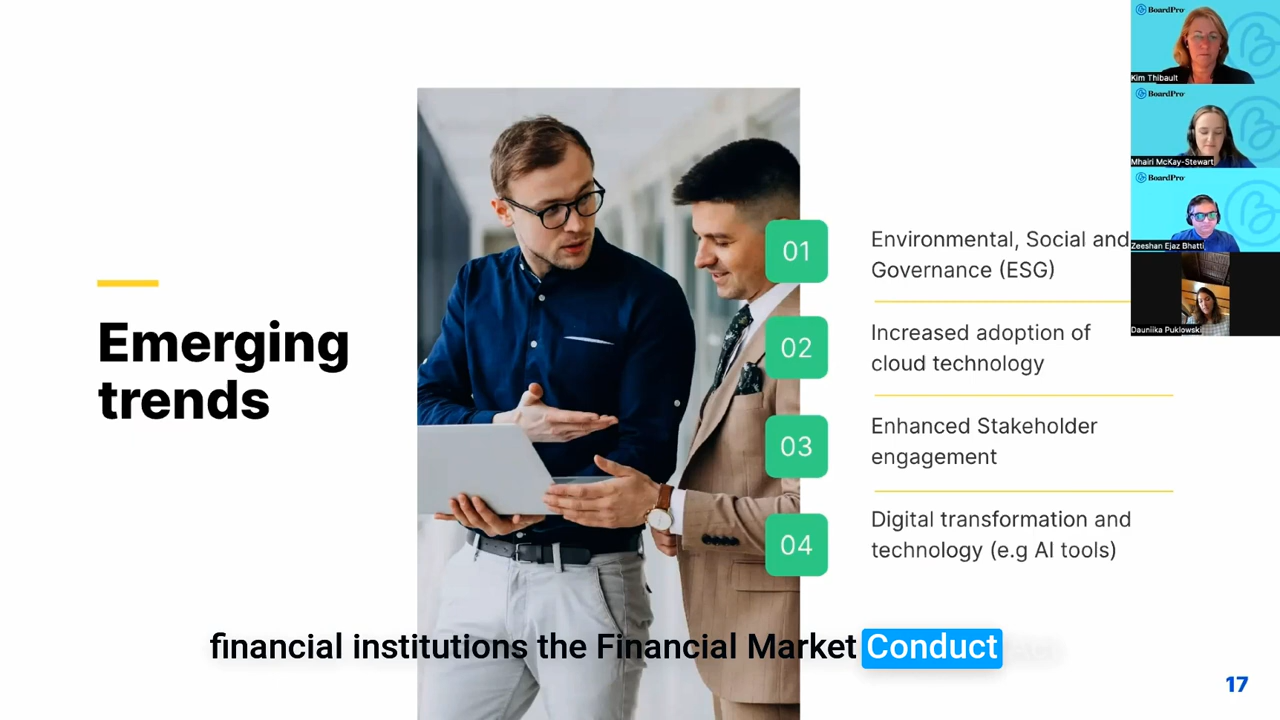 Emerging
trends
01
Environmental, Social and
Governance (ESG)
02
Increased adoption of
cloud technology
03
Enhanced Stakeholder
engagement
04
Digital transformation and
technology (e.g AI tools)
financial institutions the Financial Market Conduct
17
BoardPro
Kim Thibault
BoardPro
Mhairi McKay-Stewart
BoardPro
Zeeshan Ejaz Bhatti
Dauniika Puklowski